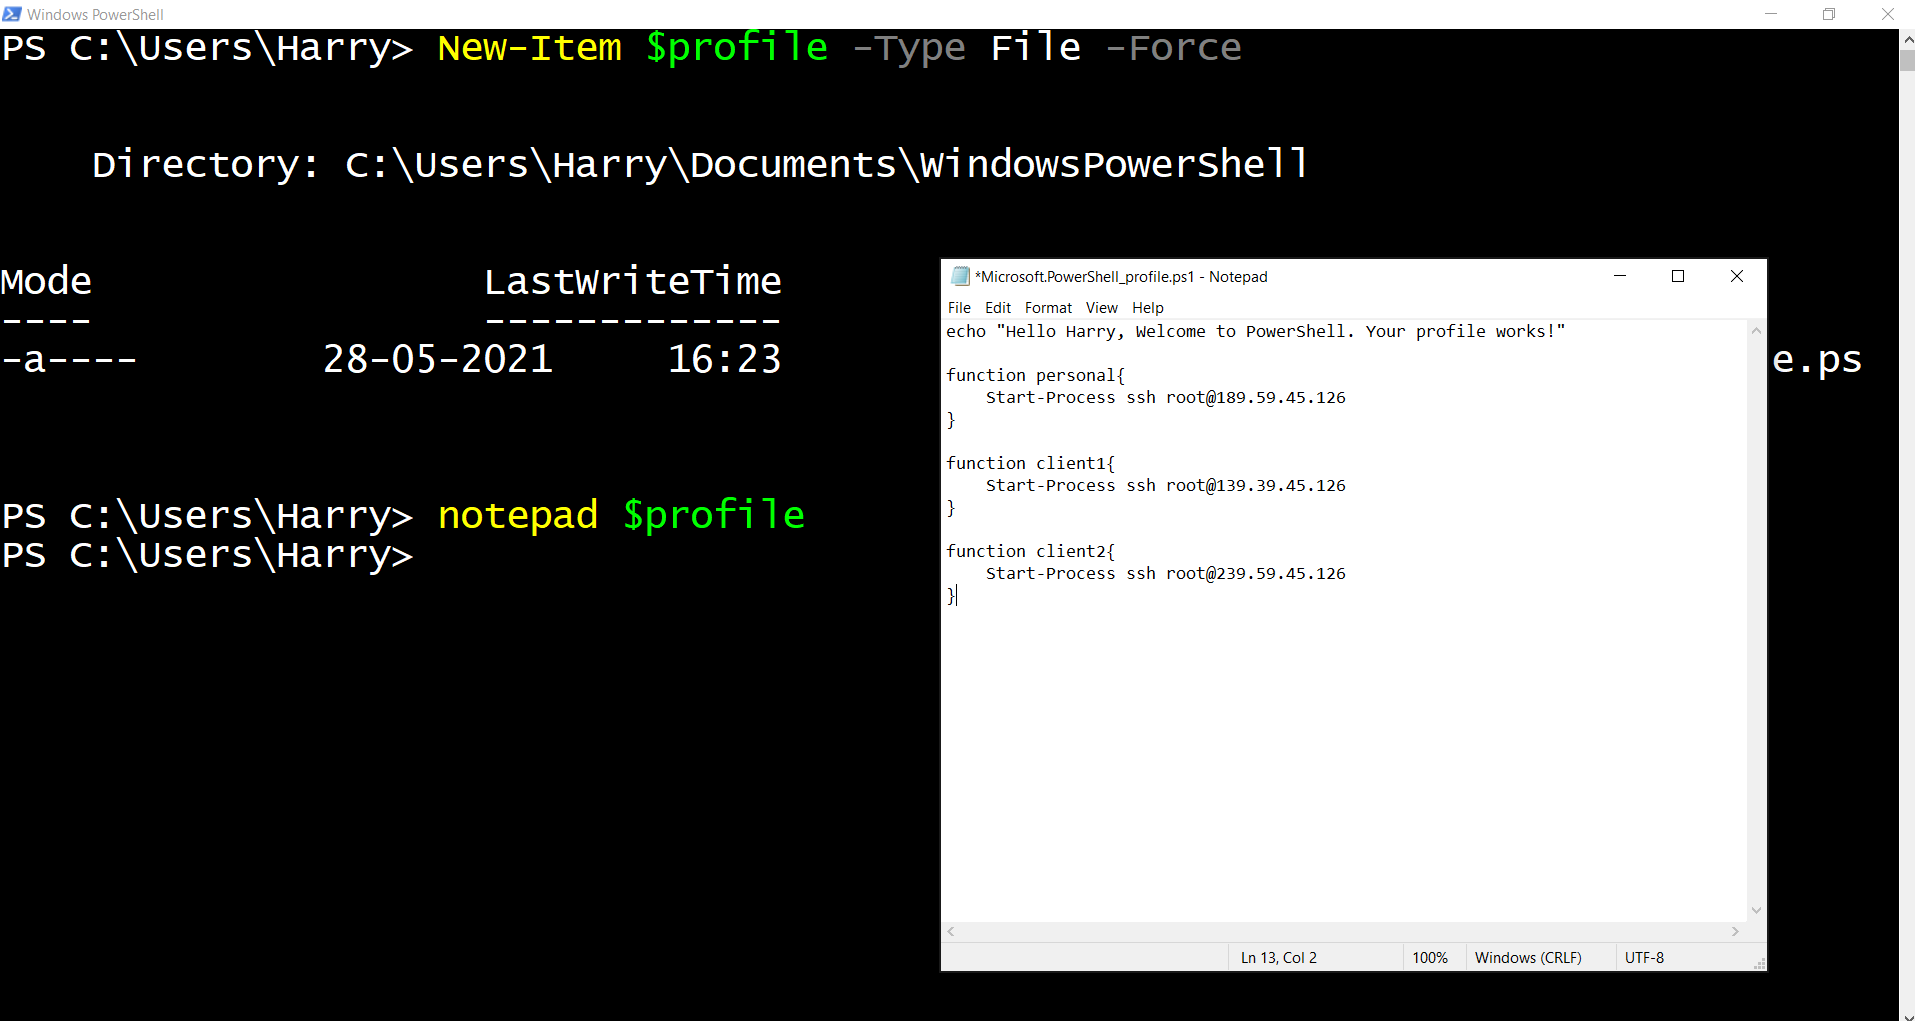 Windows PowerShell
PS C:\Users\Harry> New-Item $profile -Type File -Force
Directory: C:\Users\Harry\Documents\WindowsPowerShell
Mode LastWriteTime
---- -------------
-a---- 28-05-2021 16:23 e.ps
PS C:\Users\Harry> notepad $profile
PS C:\Users\Harry>
*Microsoft.PowerShell_profile.ps1 - Notepad
File Edit Format View Help
echo "Hello Harry, Welcome to PowerShell. Your profile works!"
function personal{
    Start-Process ssh root@189.59.45.126
}
function client1{
    Start-Process ssh root@139.39.45.126
}
function client2{
    Start-Process ssh root@239.59.45.126
}
Ln 13, Col 2 100% Windows (CRLF) UTF-8